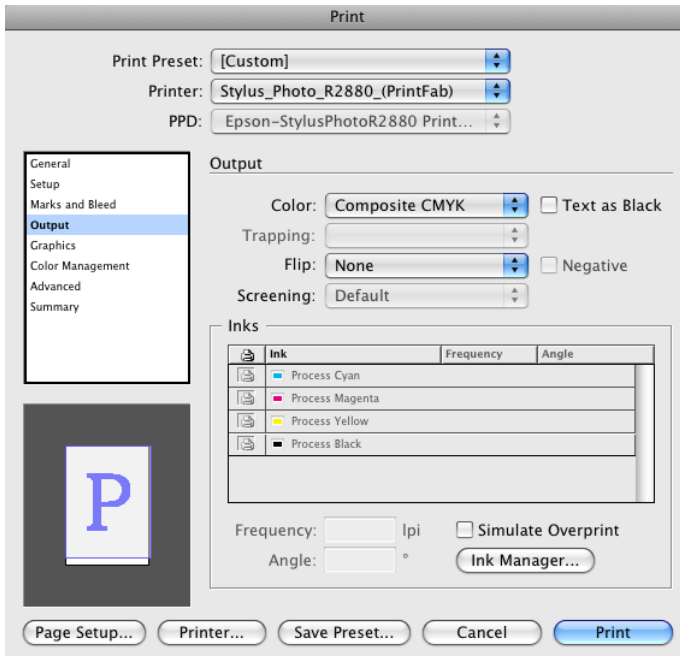 Print
Print Preset: [Custom]
Printer: Stylus_Photo_R2880_(PrintFab)
PPD: Epson-StylusPhotoR2880 Print...
General
Setup
Marks and Bleed
Output
Graphics
Color Management
Advanced
Summary
Output
Color: Composite CMYK Text as Black
Trapping:
Flip: None Negative
Screening: Default
Inks
Ink Frequency Angle
Process Cyan
Process Magenta
Process Yellow
Process Black
P
Frequency: lpi Simulate Overprint
Angle: ° Ink Manager...
Page Setup... Printer... Save Preset... Cancel Print